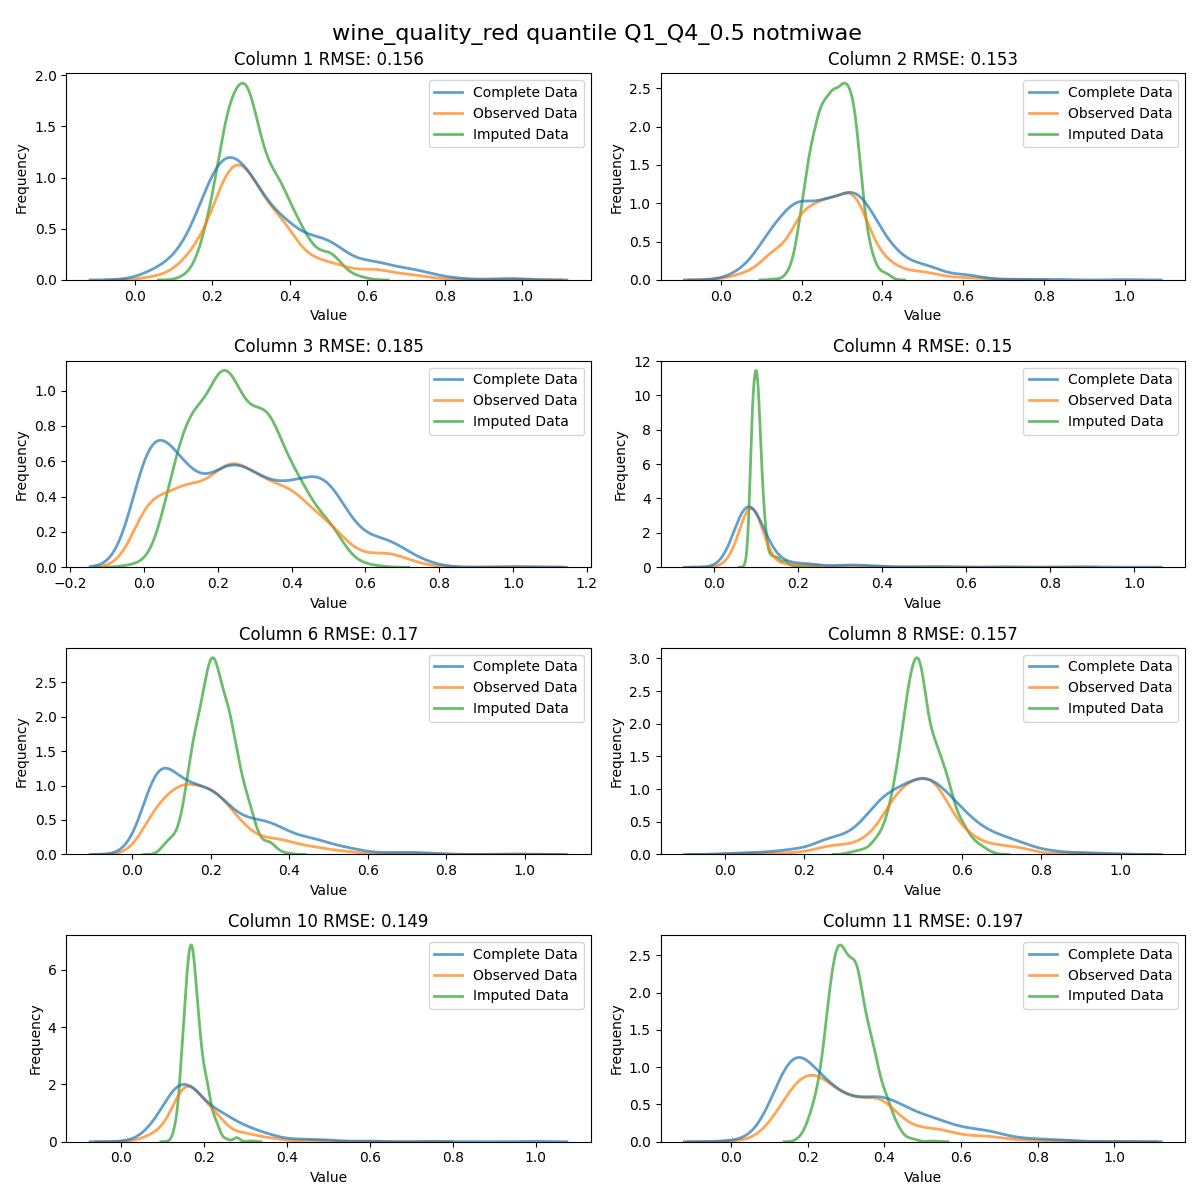 wine_quality_red quantile Q1_Q4_0.5 notmiwae
Column 1 RMSE: 0.156
Frequency
2.0
1.5
1.0
0.5
0.0
Complete Data
Observed Data
Imputed Data
0.0 0.2 0.4 0.6 0.8 1.0
Value
Column 2 RMSE: 0.153
Frequency
2.5
2.0
1.5
1.0
0.5
0.0
Complete Data
Observed Data
Imputed Data
0.0 0.2 0.4 0.6 0.8 1.0
Value
Column 3 RMSE: 0.185
Frequency
1.0
0.8
0.6
0.4
0.2
0.0
Complete Data
Observed Data
Imputed Data
−0.2 0.0 0.2 0.4 0.6 0.8 1.0 1.2
Value
Column 4 RMSE: 0.15
Frequency
12
10
8
6
4
2
0
Complete Data
Observed Data
Imputed Data
0.0 0.2 0.4 0.6 0.8 1.0
Value
Column 6 RMSE: 0.17
Frequency
2.5
2.0
1.5
1.0
0.5
0.0
Complete Data
Observed Data
Imputed Data
0.0 0.2 0.4 0.6 0.8 1.0
Value
Column 8 RMSE: 0.157
Frequency
3.0
2.5
2.0
1.5
1.0
0.5
0.0
Complete Data
Observed Data
Imputed Data
0.0 0.2 0.4 0.6 0.8 1.0
Value
Column 10 RMSE: 0.149
Frequency
6
4
2
0
Complete Data
Observed Data
Imputed Data
0.0 0.2 0.4 0.6 0.8 1.0
Value
Column 11 RMSE: 0.197
Frequency
2.5
2.0
1.5
1.0
0.5
0.0
Complete Data
Observed Data
Imputed Data
0.0 0.2 0.4 0.6 0.8 1.0
Value